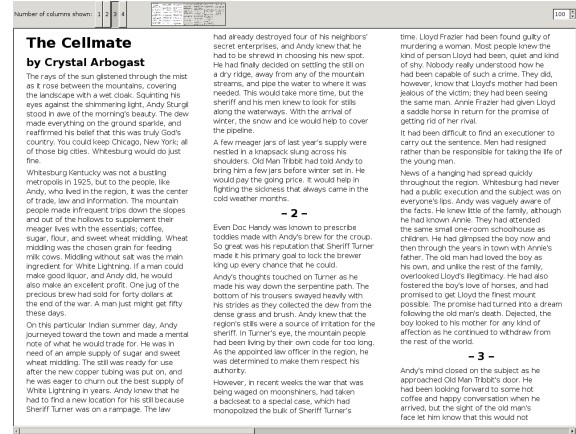 Number of columns shown: 1 2 3 4
100
The Cellmate
by Crystal Arbogast
The rays of the sun glistened through the mist
as it rose between the mountains, covering
the landscape with a wet cloak. Squinting his
eyes against the shimmering light, Andy Sturgil
stood in awe of the morning's beauty. The dew
made everything on the ground sparkle, and
reaffirmed his belief that this was truly God's
country. You could keep Chicago, New York; all
of those big cities. Whitesburg would do just
fine.
Whitesburg Kentucky was not a bustling
metropolis in 1925, but to the people, like
Andy, who lived in the region, it was the center
of trade, law and information. The mountain
people made infrequent trips down the slopes
and out of the hollows to supplement their
meager lives with the essentials; coffee,
sugar, flour, and sweet wheat middling. Wheat
middling was the chosen grain for feeding
milk cows. Middling without salt was the main
ingredient for White Lightning. If a man could
make good liquor, and Andy did, he would
also make an excellent profit. One jug of the
precious brew had sold for forty dollars at
the end of the war. A man just might get fifty
these days.
On this particular Indian summer day, Andy
journeyed toward the town and made a mental
note of what he would trade for. He was in
need of an ample supply of sugar and sweet
wheat middling. The still was ready for use
after the new copper tubing was put on, and
he was eager to churn out the best supply of
White Lightning in years. Andy knew that he
had to find a new location for his still because
Sheriff Turner was on a rampage. The law
had already destroyed four of his neighbors'
secret enterprises, and Andy knew that he
had to be shrewd in choosing his new spot.
He had finally decided on settling the still on
a dry ridge, away from any of the mountain
streams, and pipe the water to where it was
needed. This would take more time, but the
sheriff and his men knew to look for stills
along the waterways. With the arrival of
winter, the snow and ice would help to cover
the pipeline.
A few meager jars of last year's supply were
nestled in a knapsack slung across his
shoulders. Old Man Tribbit had told Andy to
bring him a few jars before winter set in. He
would pay the going price. It would help in
fighting the sickness that always came in the
cold weather months.
– 2 –
Even Doc Handy was known to prescribe
toddies made with Andy's brew for the croup.
So great was his reputation that Sheriff Turner
made it his primary goal to lock the brewer
king up every chance that he could.
Andy's thoughts touched on Turner as he
made his way down the serpentine path. The
bottom of his trousers swayed heavily with
his strides as they collected the dew from the
dense grass and brush. Andy knew that the
region's stills were a source of irritation for the
sheriff. In Turner's eye, the mountain people
had been living by their own code for too long.
As the appointed law officer in the region, he
was determined to make them respect his
authority.
However, in recent weeks the war that was
being waged on moonshiners, had taken
a backseat to a special case, which had
monopolized the bulk of Sheriff Turner's
time. Lloyd Frazier had been found guilty of
murdering a woman. Most people knew the
kind of person Lloyd had been, quiet and kind
of shy. Nobody really understood how he
had been capable of such a crime. They did,
however, know that Lloyd's mother had been
jealous of the victim; they had been seeing
the same man. Annie Frazier had given Lloyd
a saddle horse in return for the promise of
getting rid of her rival.
It had been difficult to find an executioner to
carry out the sentence. Men had resigned
rather than be responsible for taking the life of
the young man.
News of a hanging had spread quickly
throughout the region. Whitesburg had never
had a public execution and the subject was on
everyone's lips. Andy was vaguely aware of
the facts. He knew little of the family, although
he had known Annie. They had attended
the same small one-room schoolhouse as
children. He had glimpsed the boy now and
then through the years in town with Annie's
father. The old man had loved the boy as
his own, and unlike the rest of the family,
overlooked Lloyd's illegitimacy. He had also
fostered the boy's love of horses, and had
promised to get Lloyd the finest mount
possible. The promise had turned into a dream
following the old man's death. Dejected, the
boy looked to his mother for any kind of
affection as he continued to withdraw from
the rest of the world.
– 3 –
Andy's mind closed on the subject as he
approached Old Man Tribbit's door. He
had been looking forward to some hot
coffee and happy conversation when he
arrived, but the sight of the old man's
face let him know that this would not